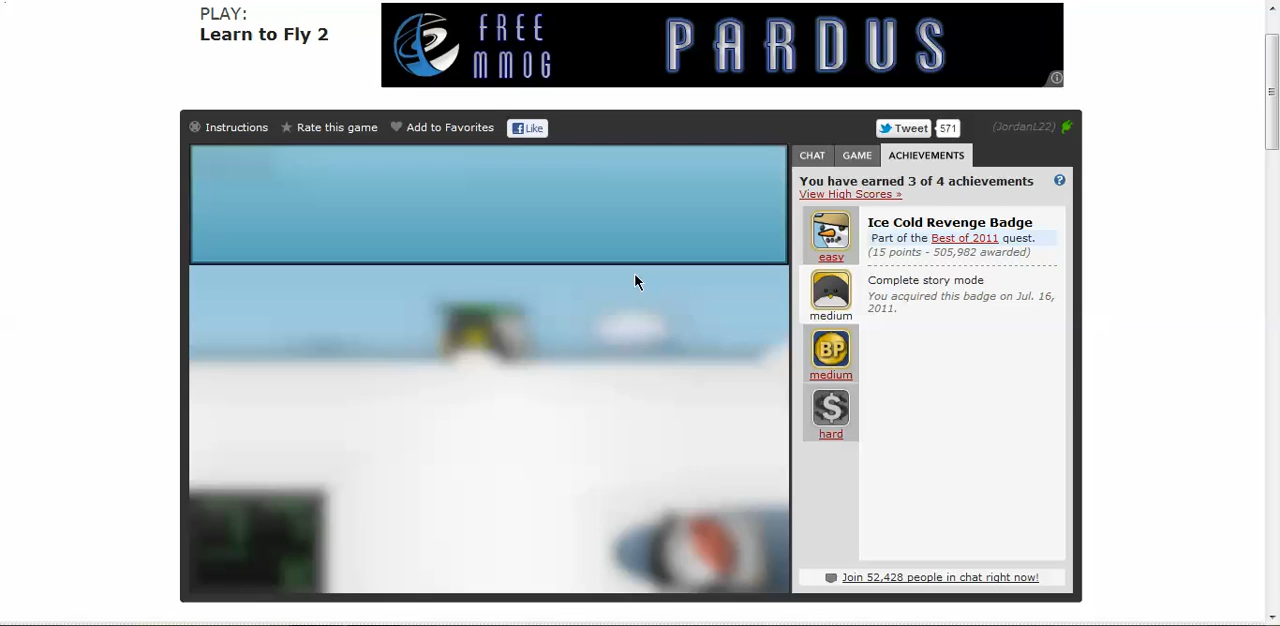 PLAY:
Learn to Fly 2
FREE
MMOG
PARDUS
Instructions
Rate this game
Add to Favorites
Like
Tweet
571
(JordanL22)
CHAT
GAME
ACHIEVEMENTS
You have earned 3 of 4 achievements
View High Scores »
easy
medium
BP
medium
$
hard
Ice Cold Revenge Badge
Part of the Best of 2011 quest.
(15 points - 505,982 awarded)
Complete story mode
You acquired this badge on Jul. 16,
2011.
Join 52,428 people in chat right now!